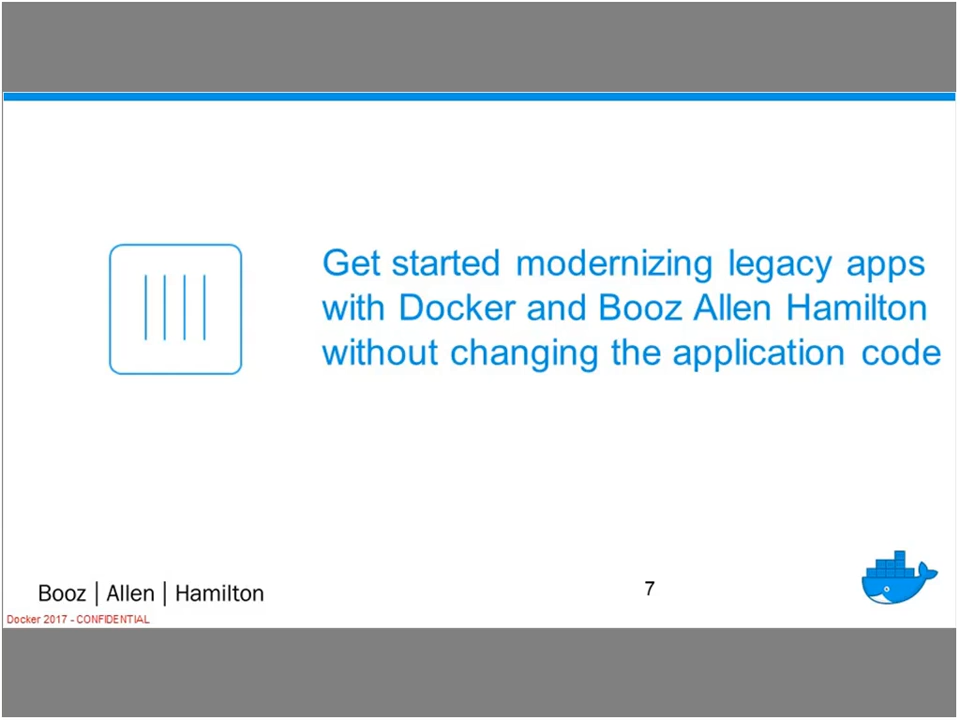 Get started modernizing legacy apps
with Docker and Booz Allen Hamilton
without changing the application code
Booz | Allen | Hamilton
7
Docker 2017 - CONFIDENTIAL